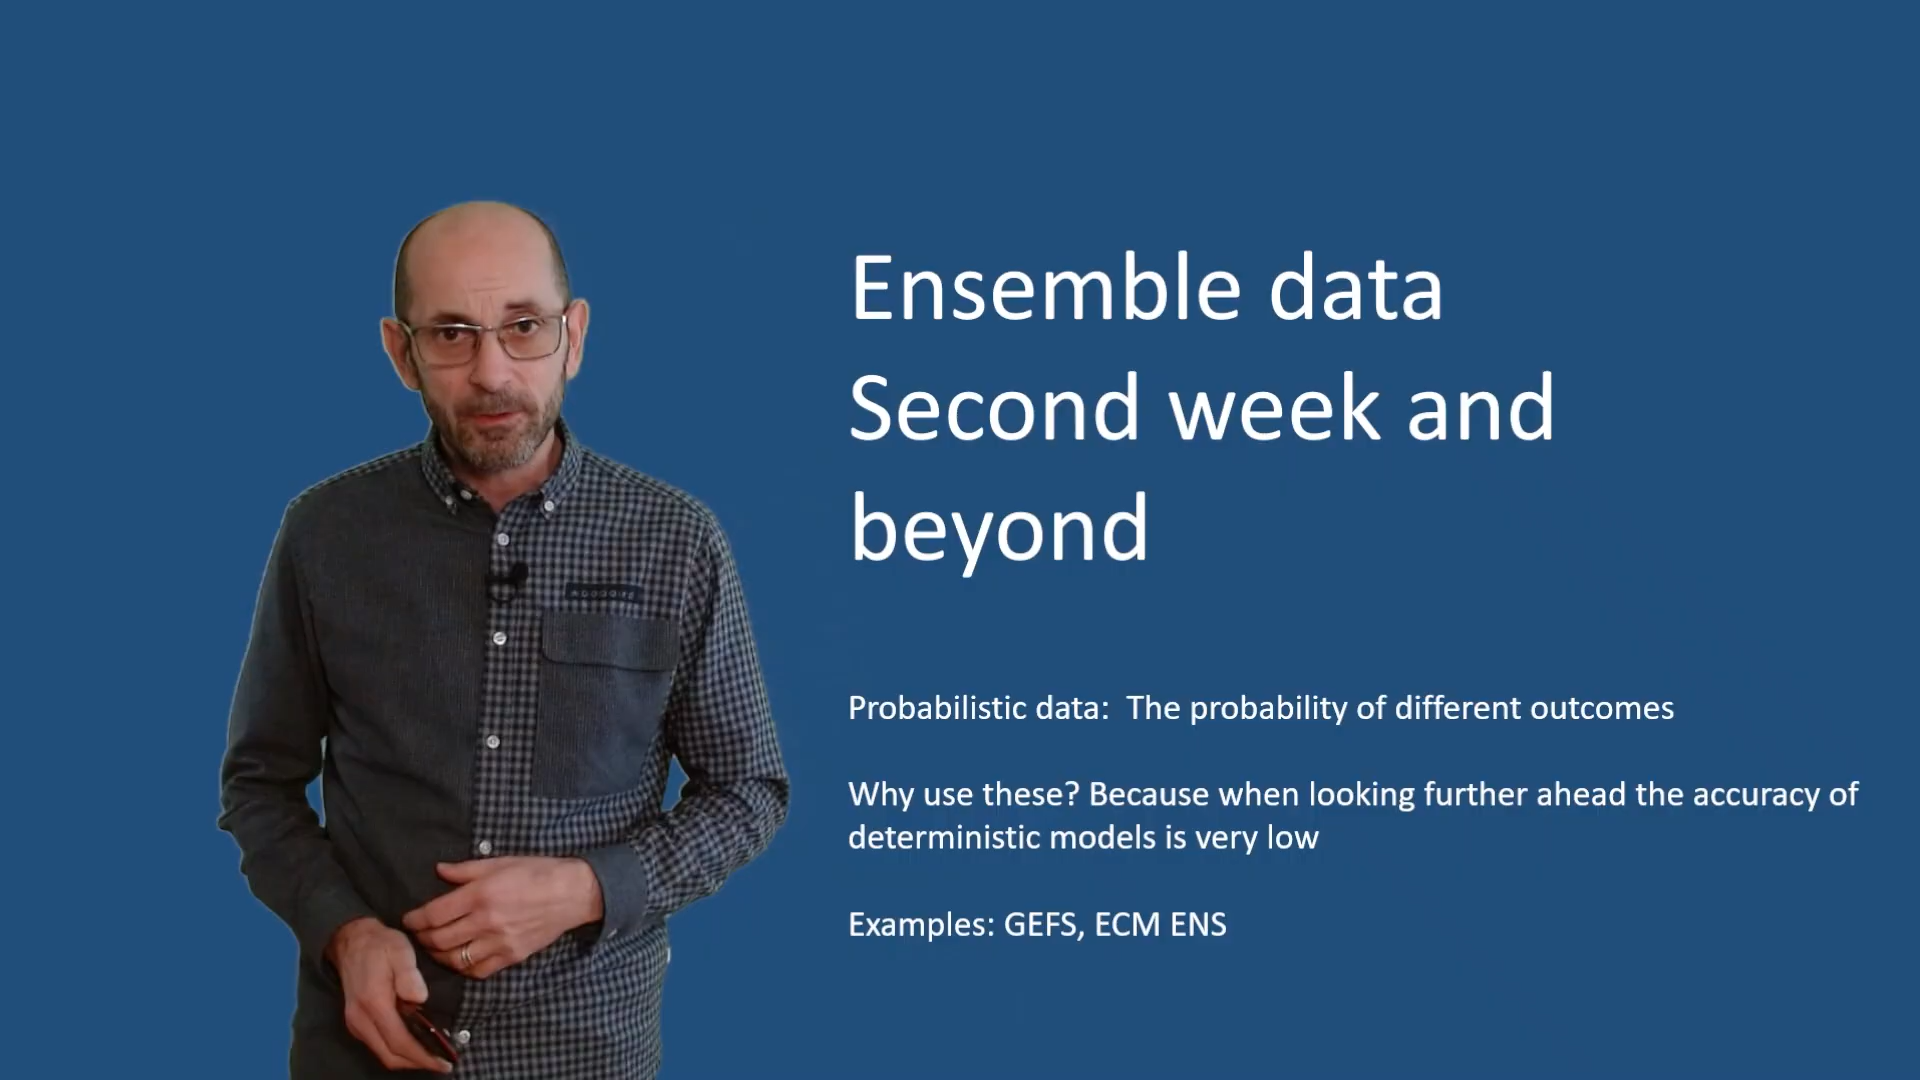 Ensemble data
Second week and
beyond
Probabilistic data:  The probability of different outcomes
Why use these? Because when looking further ahead the accuracy of
deterministic models is very low
Examples: GEFS, ECM ENS